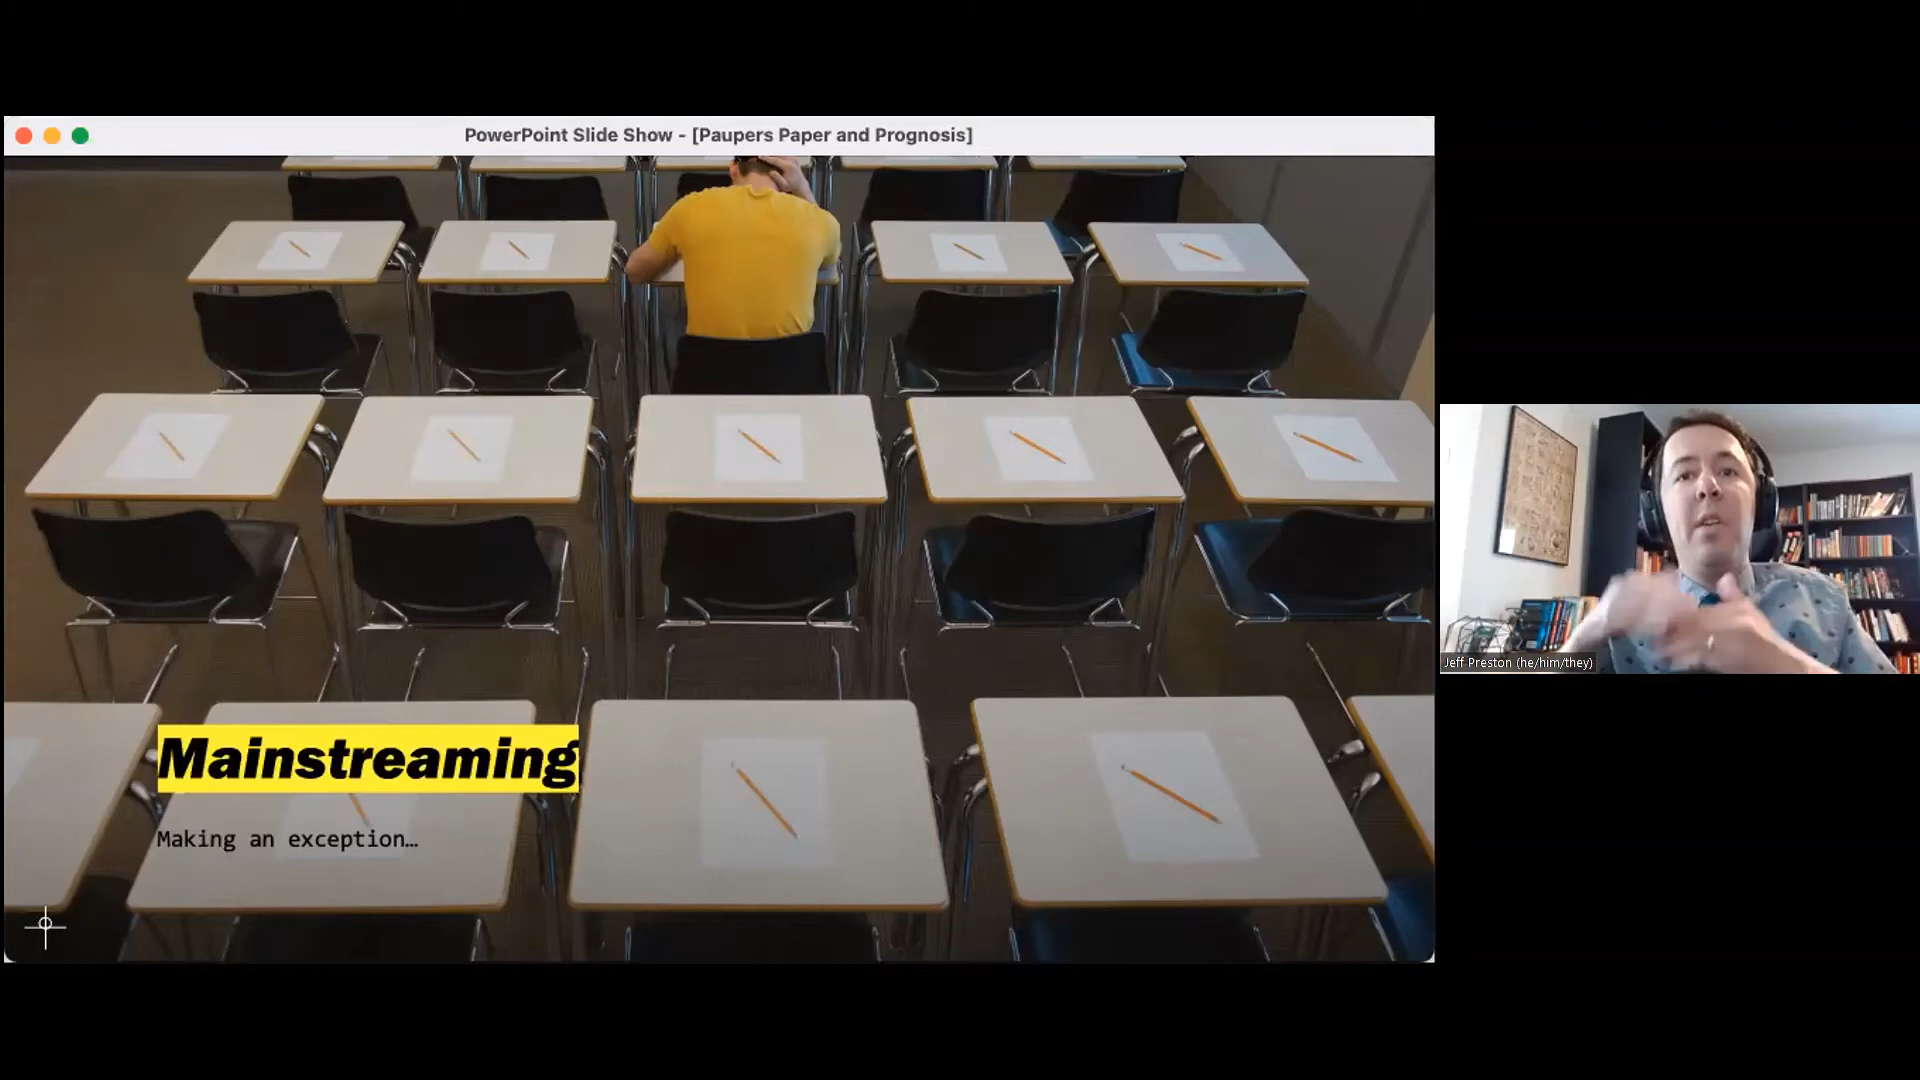 PowerPoint Slide Show - [Paupers Paper and Prognosis]
Mainstreaming
Making an exception…
Jeff Preston (he/him/they)